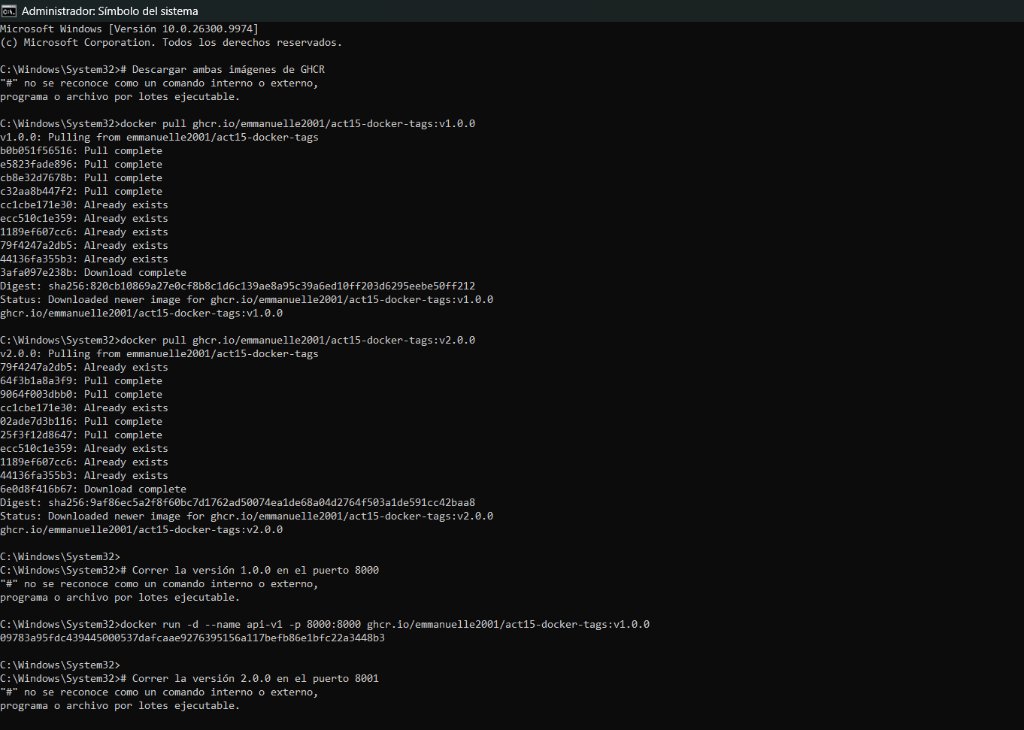 Administrador: Símbolo del sistema
Microsoft Windows [Versión 10.0.26300.9974]
(c) Microsoft Corporation. Todos los derechos reservados.
C:\Windows\System32># Descargar ambas imágenes de GHCR
"#" no se reconoce como un comando interno o externo,
programa o archivo por lotes ejecutable.
C:\Windows\System32>docker pull ghcr.io/emmanuelle2001/act15-docker-tags:v1.0.0
v1.0.0: Pulling from emmanuelle2001/act15-docker-tags
b0b051f56516: Pull complete
e5823fade896: Pull complete
cb8e32d7678b: Pull complete
c32aa8b447f2: Pull complete
cc1cbe171e30: Already exists
ecc510c1e359: Already exists
1189ef607cc6: Already exists
79f4247a2db5: Already exists
44136fa355b3: Already exists
3afa097e238b: Download complete
Digest: sha256:820cb10869a27e0cf8b8c1d6c139ae8a95c39a6ed10ff203d6295eebe50ff212
Status: Downloaded newer image for ghcr.io/emmanuelle2001/act15-docker-tags:v1.0.0
ghcr.io/emmanuelle2001/act15-docker-tags:v1.0.0
C:\Windows\System32>docker pull ghcr.io/emmanuelle2001/act15-docker-tags:v2.0.0
v2.0.0: Pulling from emmanuelle2001/act15-docker-tags
79f4247a2db5: Already exists
64f3b1a8a3f9: Pull complete
9064f003dbb0: Pull complete
cc1cbe171e30: Already exists
02ade7d3b116: Pull complete
25f3f12d8647: Pull complete
ecc510c1e359: Already exists
1189ef607cc6: Already exists
44136fa355b3: Already exists
6e0d8f416b67: Download complete
Digest: sha256:9af86ec5a2f8f60bc7d1762ad50074ea1de68a04d2764f503a1de591cc42baa8
Status: Downloaded newer image for ghcr.io/emmanuelle2001/act15-docker-tags:v2.0.0
ghcr.io/emmanuelle2001/act15-docker-tags:v2.0.0
C:\Windows\System32>
C:\Windows\System32># Correr la versión 1.0.0 en el puerto 8000
"#" no se reconoce como un comando interno o externo,
programa o archivo por lotes ejecutable.
C:\Windows\System32>docker run -d --name api-v1 -p 8000:8000 ghcr.io/emmanuelle2001/act15-docker-tags:v1.0.0
09783a95fdc439445000537dafcaae9276395156a117befb86e1bfc22a3448b3
C:\Windows\System32>
C:\Windows\System32># Correr la versión 2.0.0 en el puerto 8001
"#" no se reconoce como un comando interno o externo,
programa o archivo por lotes ejecutable.